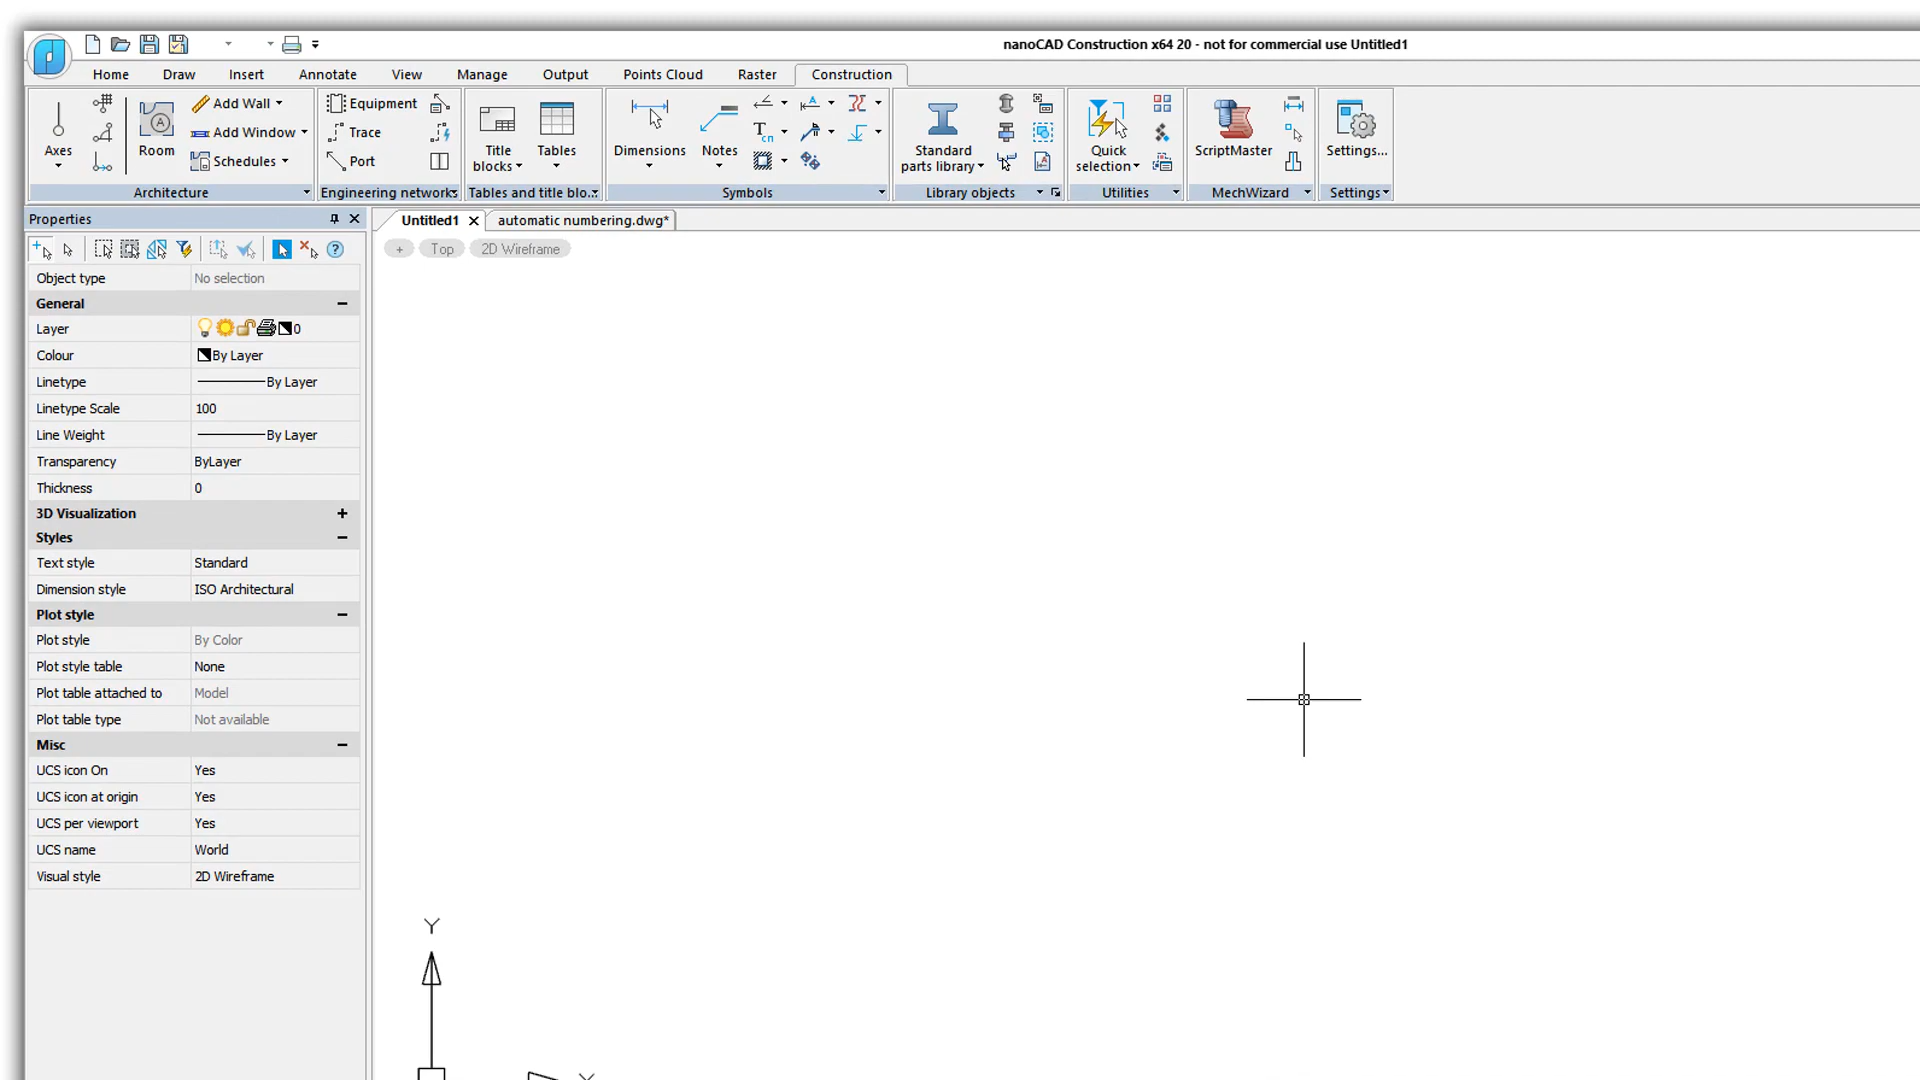 nanoCAD Construction x64 20 - not for commercial use Untitled1
Home Draw Insert Annotate View Manage Output Points Cloud Raster Construction
Axes
Room
Add Wall
Add Window
Schedules
Architecture
Equipment
Trace
Port
Engineering networks
Title blocks
Tables
Tables and title blo...
Dimensions
Notes
Symbols
Standard parts library
Library objects
Quick selection
Utilities
ScriptMaster
MechWizard
Settings...
Settings
Properties
Untitled1 automatic numbering.dwg*
+ Top 2D Wireframe
Object type No selection
General
Layer 0
Colour By Layer
Linetype By Layer
Linetype Scale 100
Line Weight By Layer
Transparency ByLayer
Thickness 0
3D Visualization
Styles
Text style Standard
Dimension style ISO Architectural
Plot style
Plot style By Color
Plot style table None
Plot table attached to Model
Plot table type Not available
Misc
UCS icon On Yes
UCS icon at origin Yes
UCS per viewport Yes
UCS name World
Visual style 2D Wireframe
Y